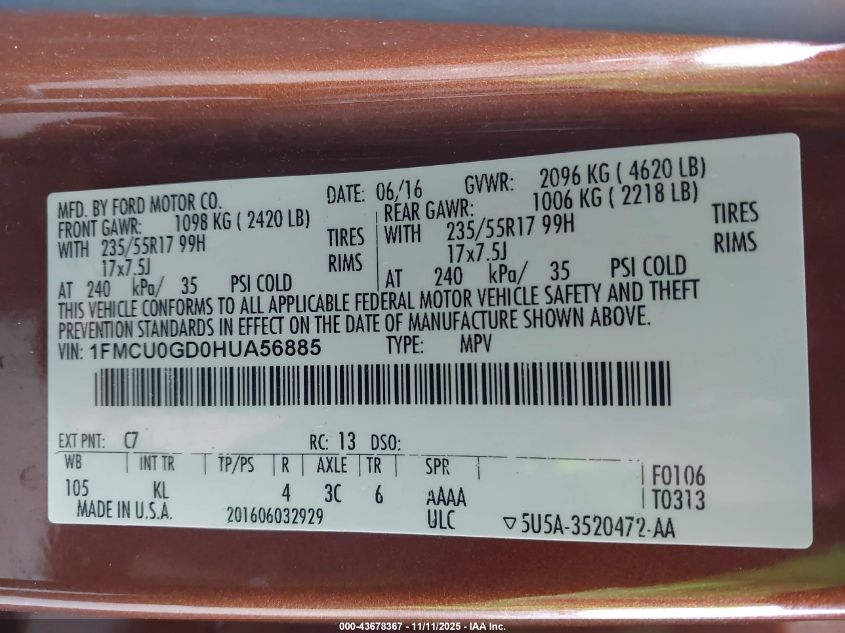 MFD. BY FORD MOTOR CO. DATE: 06/16 GVWR: 2096 KG ( 4620 LB)
FRONT GAWR: 1098 KG ( 2420 LB) REAR GAWR: 1006 KG ( 2218 LB)
WITH 235/55R17 99H TIRES WITH 235/55R17 99H TIRES
17x7.5J RIMS 17x7.5J RIMS
AT 240 kPa/ 35 PSI COLD AT 240 kPa/ 35 PSI COLD
THIS VEHICLE CONFORMS TO ALL APPLICABLE FEDERAL MOTOR VEHICLE SAFETY AND THEFT
PREVENTION STANDARDS IN EFFECT ON THE DATE OF MANUFACTURE SHOWN ABOVE.
VIN: 1FMCU0GD0HUA56885 TYPE: MPV
EXT PNT: C7 RC: 13 DSO:
WB INT TR TP/PS R AXLE TR SPR F0106
105 KL 4 3C 6 AAAA T0313
MADE IN U.S.A. 201606032929 ULC ▽5U5A-3520472-AA
000-43678367 - 11/11/2025 - IAA Inc.